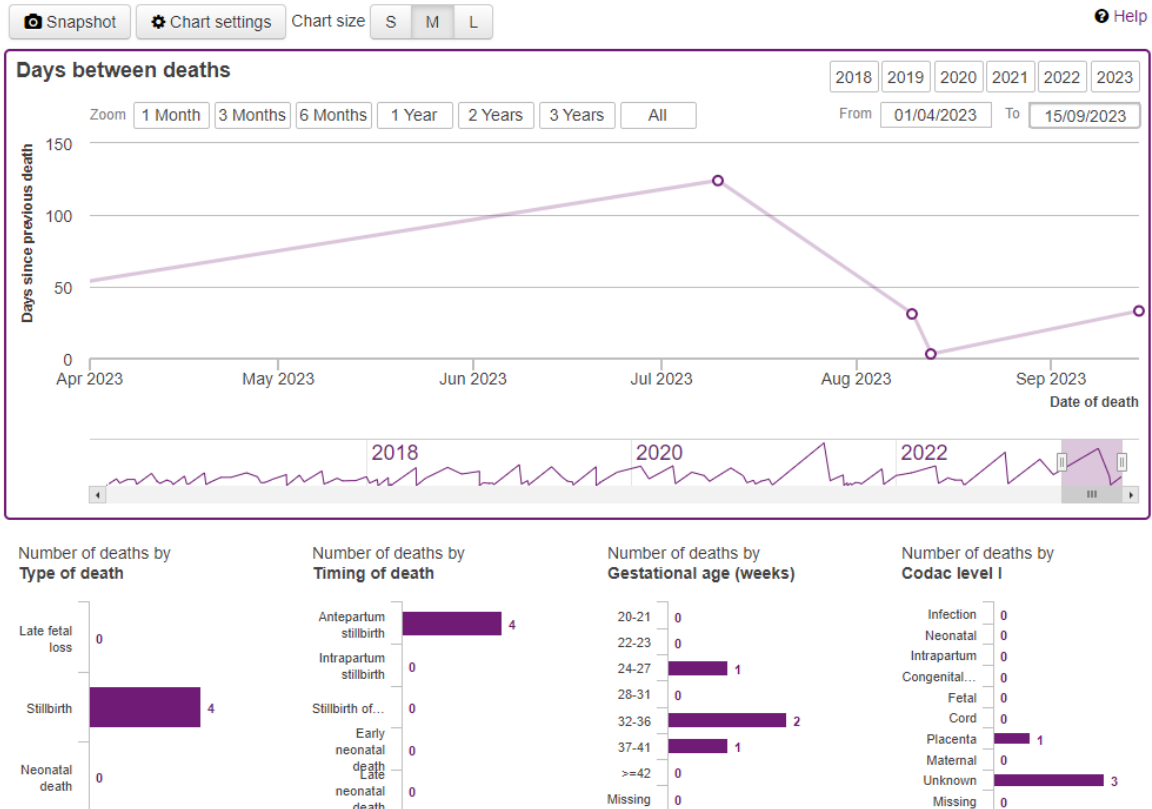 Snapshot Chart settings Chart size S M L Help
Days between deaths
2018 2019 2020 2021 2022 2023
Zoom 1 Month 3 Months 6 Months 1 Year 2 Years 3 Years All From 01/04/2023 To 15/09/2023
Days since previous death
150
100
50
0
Apr 2023 May 2023 Jun 2023 Jul 2023 Aug 2023 Sep 2023
Date of death
2018 2020 2022
Number of deaths by
Type of death
Late fetal
loss
0
Stillbirth
4
Neonatal
death
0
Number of deaths by
Timing of death
Antepartum
stillbirth
4
Intrapartum
stillbirth
0
Stillbirth of...
0
Early
neonatal
death
0
Late
neonatal
death
0
Number of deaths by
Gestational age (weeks)
20-21 0
22-23 0
24-27 1
28-31 0
32-36 2
37-41 1
>=42 0
Missing 0
Number of deaths by
Codac level I
Infection 0
Neonatal 0
Intrapartum 0
Congenital... 0
Fetal 0
Cord 0
Placenta 1
Maternal 0
Unknown 3
Missing 0